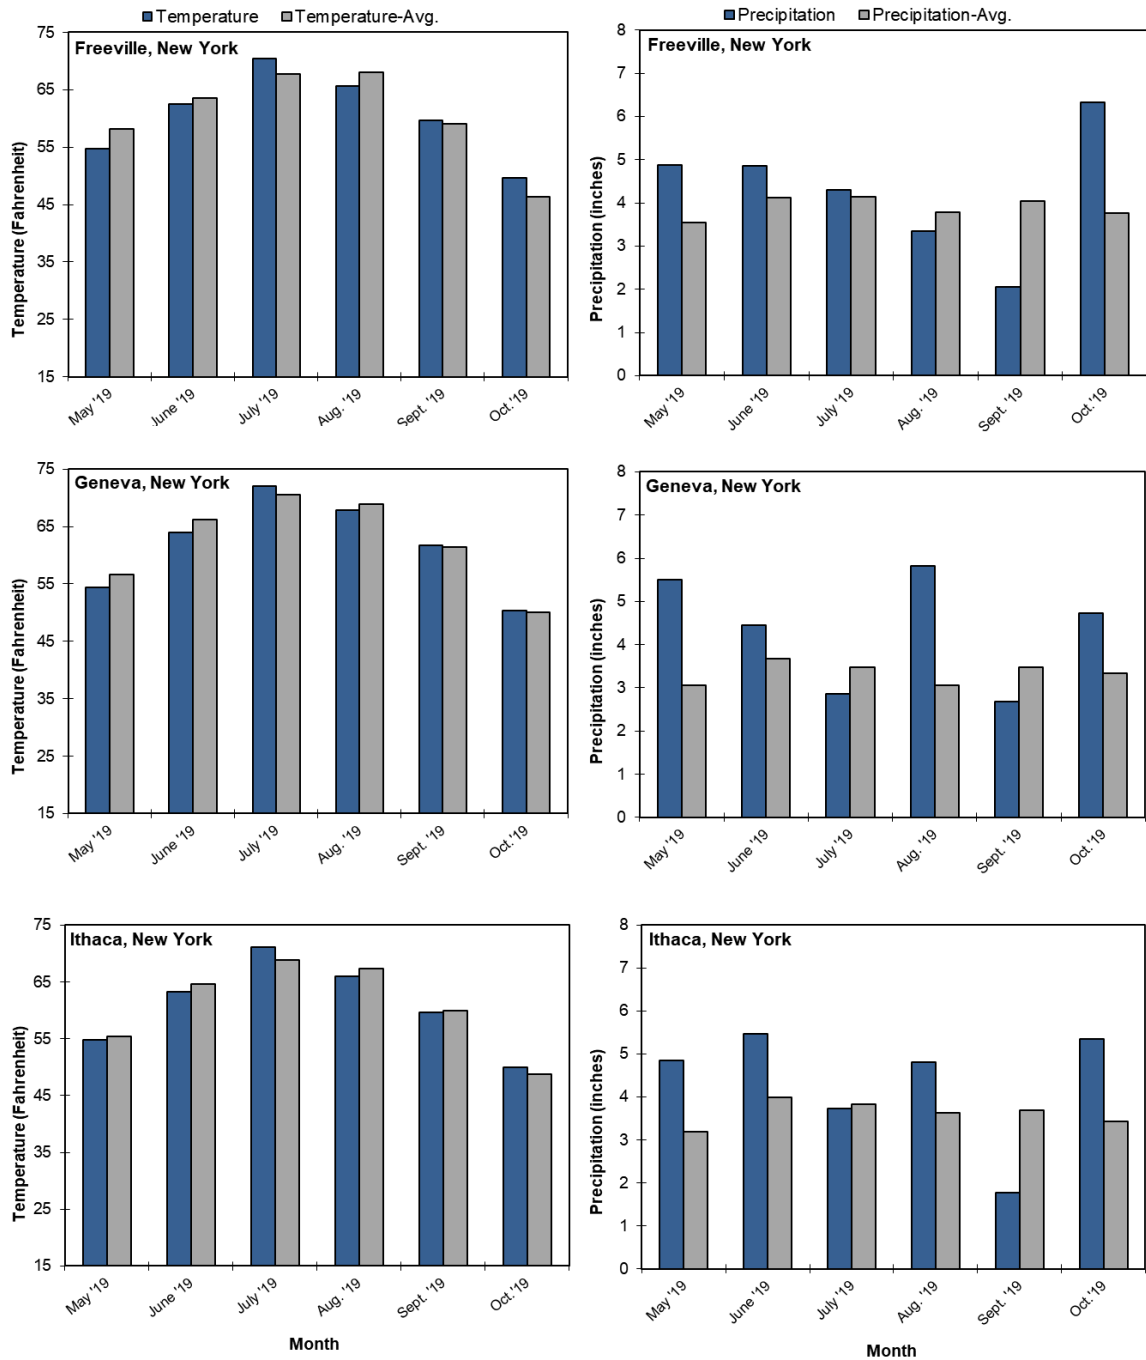 Temperature Temperature-Avg.
Freeville, New York
Temperature (Fahrenheit)
75
65
55
45
35
25
15
May '19
June '19
July '19
Aug. '19
Sept. '19
Oct. '19
Precipitation Precipitation-Avg.
Freeville, New York
Precipitation (inches)
8
7
6
5
4
3
2
1
0
May '19
June '19
July '19
Aug. '19
Sept. '19
Oct. '19
Geneva, New York
Temperature (Fahrenheit)
75
65
55
45
35
25
15
May '19
June '19
July '19
Aug. '19
Sept. '19
Oct. '19
Geneva, New York
Precipitation (inches)
8
7
6
5
4
3
2
1
0
May '19
June '19
July '19
Aug. '19
Sept. '19
Oct. '19
Ithaca, New York
Temperature (Fahrenheit)
75
65
55
45
35
25
15
May '19
June '19
July '19
Aug. '19
Sept. '19
Oct. '19
Month
Ithaca, New York
Precipitation (inches)
8
7
6
5
4
3
2
1
0
May '19
June '19
July '19
Aug. '19
Sept. '19
Oct. '19
Month